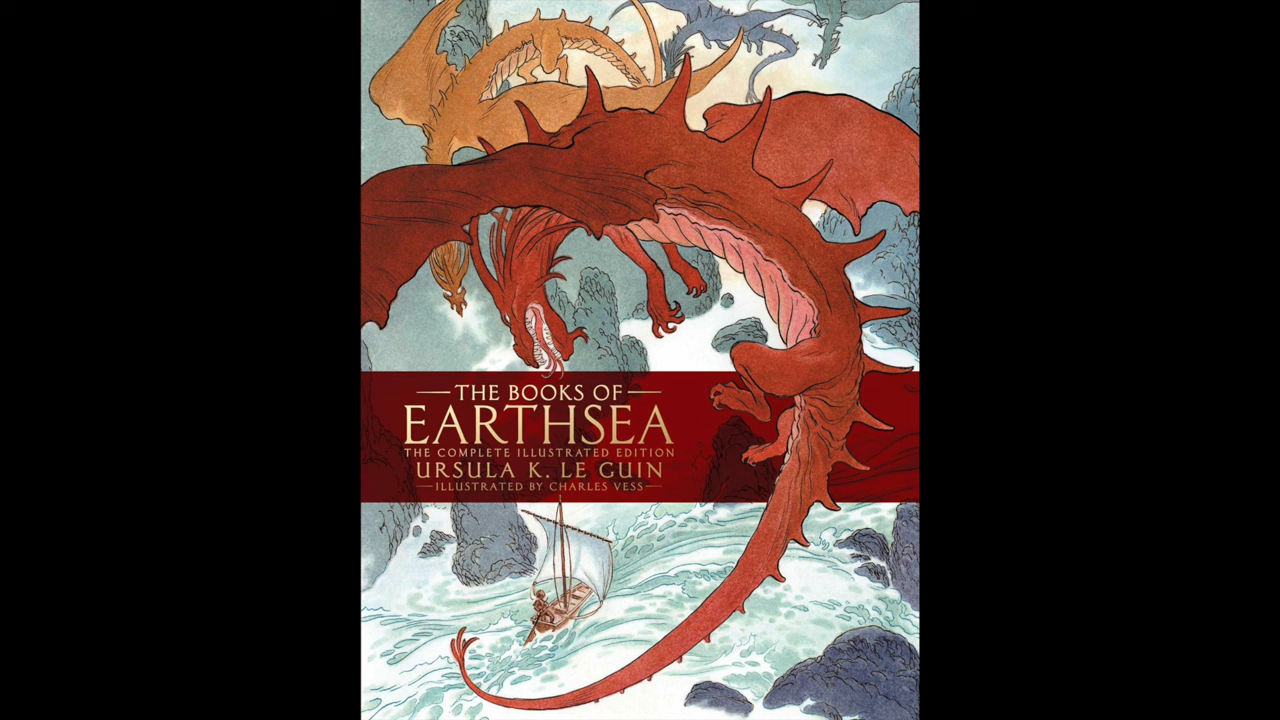 THE BOOKS OF
EARTHSEA
THE COMPLETE ILLUSTRATED EDITION
URSULA K. LE GUIN
ILLUSTRATED BY CHARLES VESS